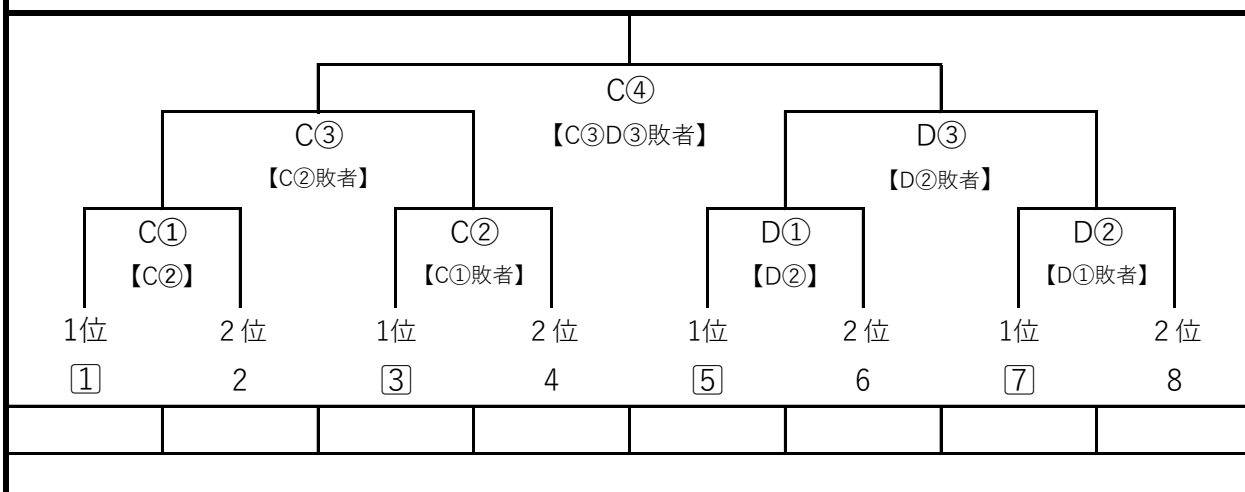 C④
【C③D③敗者】
C③ D③
【C②敗者】 【D②敗者】
C① C② D① D②
【C②】 【C①敗者】 【D②】 【D①敗者】
1位 2位 1位 2位 1位 2位 1位 2位
1 2 3 4 5 6 7 8